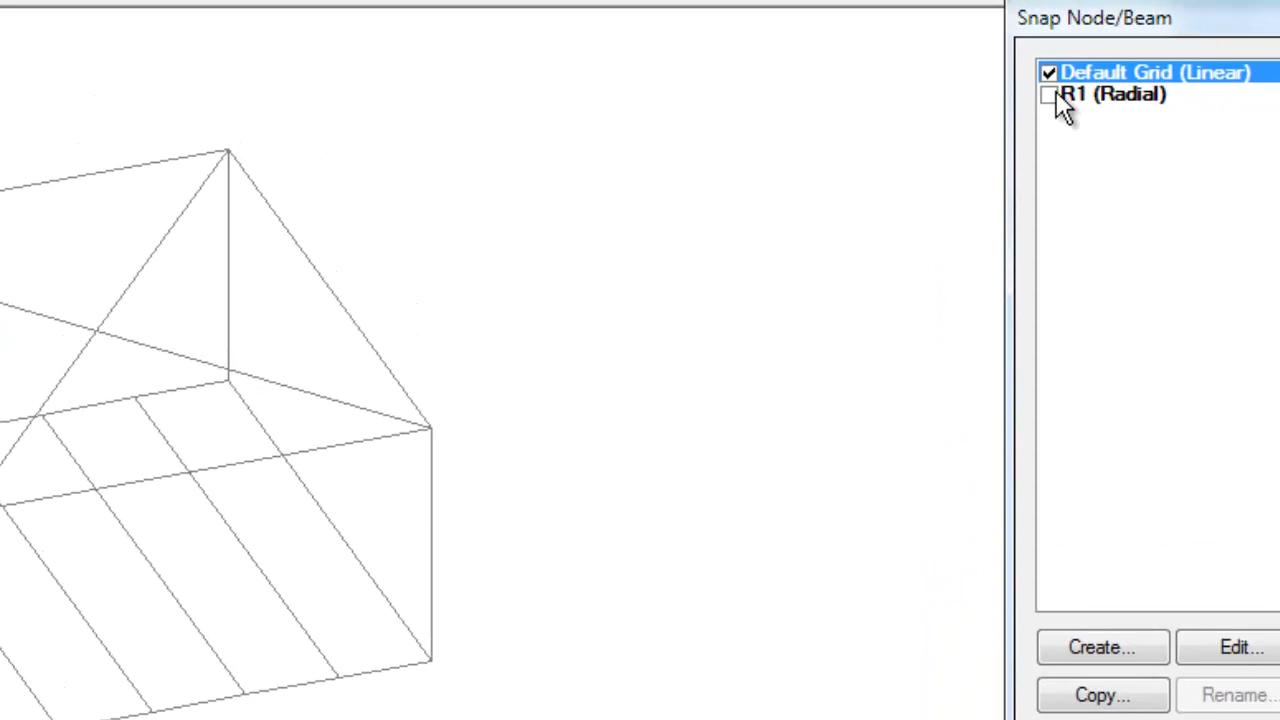 Snap Node/Beam
Default Grid (Linear)
R1 (Radial)
Create... Edit...
Copy... Rename...